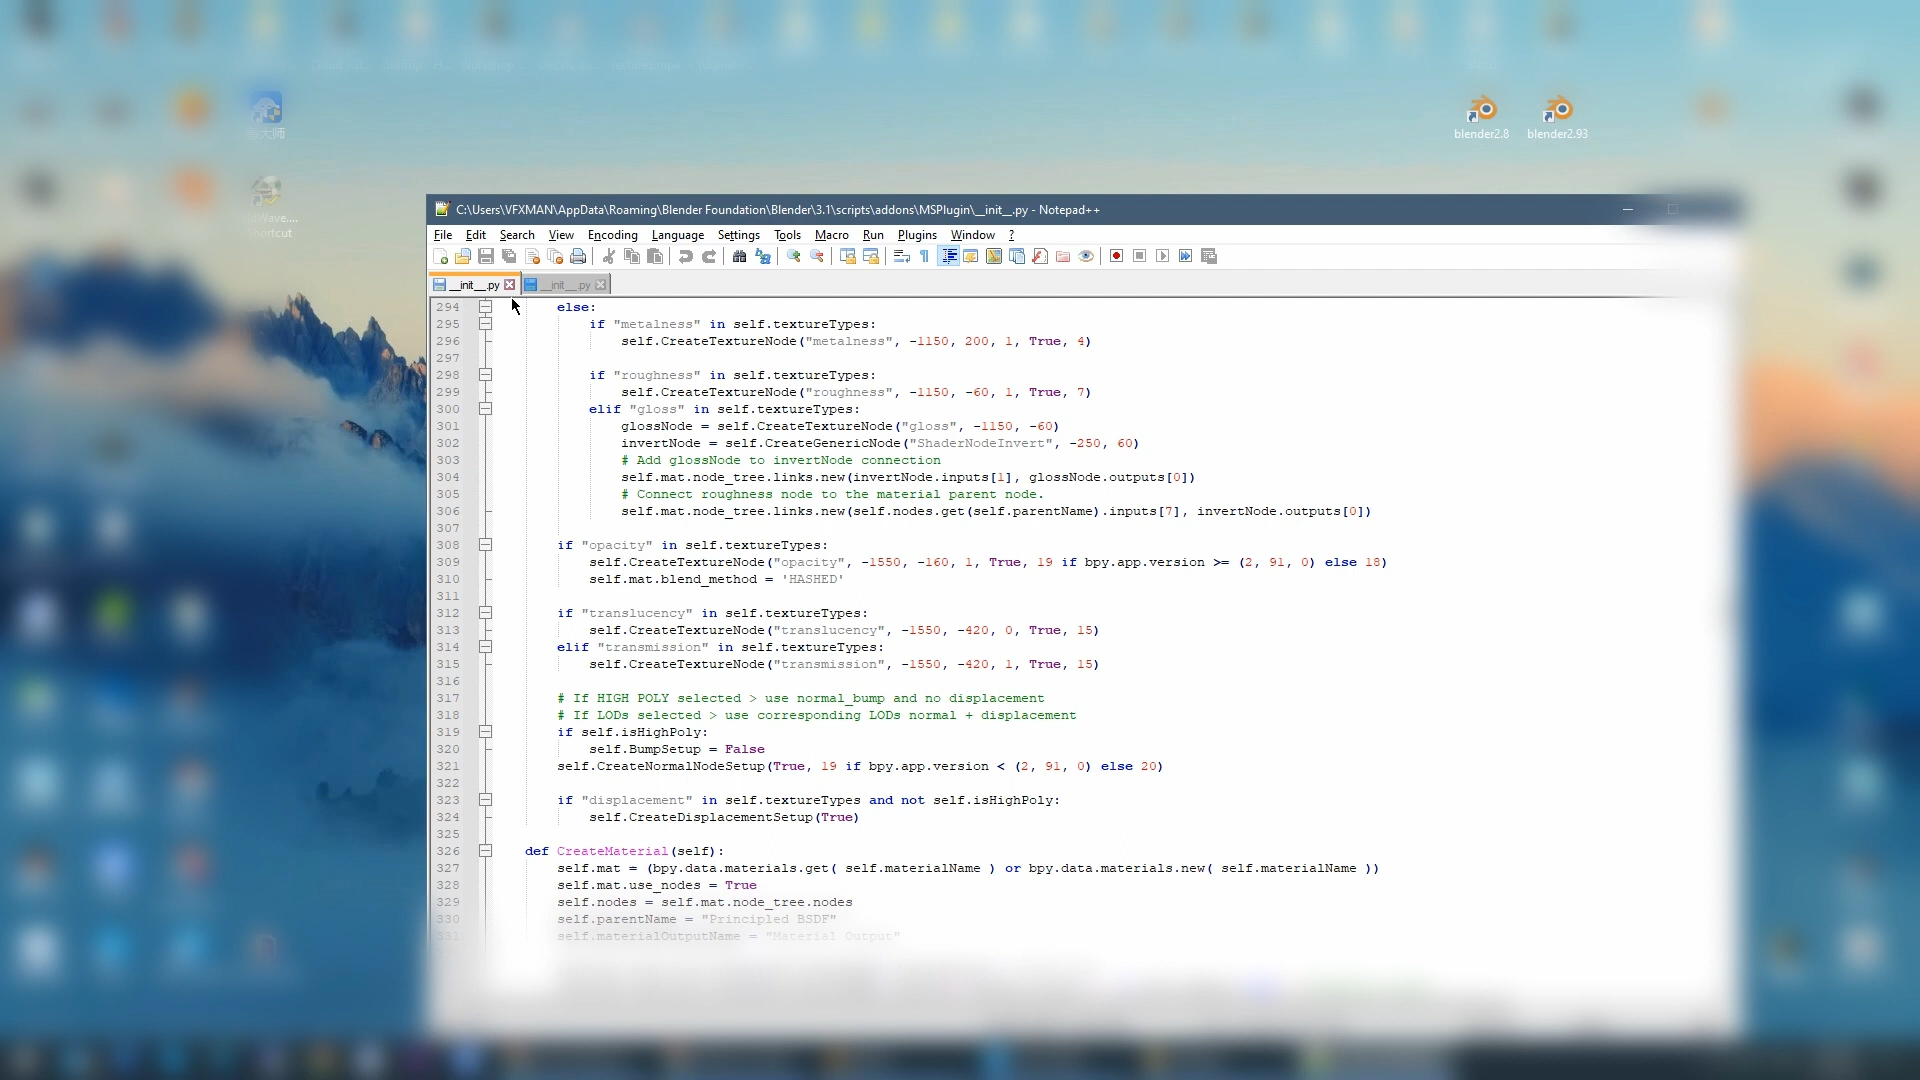 大师
blender2.8
blender2.93
Wave....
Shortcut
C:\Users\VFXMAN\AppData\Roaming\Blender Foundation\Blender\3.1\scripts\addons\MSPlugin\__init__.py - Notepad++
File Edit Search View Encoding Language Settings Tools Macro Run Plugins Window ?
__init__.py __init__.py
294 else:
295 if "metalness" in self.textureTypes:
296 self.CreateTextureNode("metalness", -1150, 200, 1, True, 4)
297
298 if "roughness" in self.textureTypes:
299 self.CreateTextureNode("roughness", -1150, -60, 1, True, 7)
300 elif "gloss" in self.textureTypes:
301 glossNode = self.CreateTextureNode("gloss", -1150, -60)
302 invertNode = self.CreateGenericNode("ShaderNodeInvert", -250, 60)
303 # Add glossNode to invertNode connection
304 self.mat.node_tree.links.new(invertNode.inputs[1], glossNode.outputs[0])
305 # Connect roughness node to the material parent node.
306 self.mat.node_tree.links.new(self.nodes.get(self.parentName).inputs[7], invertNode.outputs[0])
307
308 if "opacity" in self.textureTypes:
309 self.CreateTextureNode("opacity", -1550, -160, 1, True, 19 if bpy.app.version >= (2, 91, 0) else 18)
310 self.mat.blend_method = 'HASHED'
311
312 if "translucency" in self.textureTypes:
313 self.CreateTextureNode("translucency", -1550, -420, 0, True, 15)
314 elif "transmission" in self.textureTypes:
315 self.CreateTextureNode("transmission", -1550, -420, 1, True, 15)
316
317 # If HIGH POLY selected > use normal_bump and no displacement
318 # If LODs selected > use corresponding LODs normal + displacement
319 if self.isHighPoly:
320 self.BumpSetup = False
321 self.CreateNormalNodeSetup(True, 19 if bpy.app.version < (2, 91, 0) else 20)
322
323 if "displacement" in self.textureTypes and not self.isHighPoly:
324 self.CreateDisplacementSetup(True)
325
326 def CreateMaterial(self):
327 self.mat = (bpy.data.materials.get( self.materialName ) or bpy.data.materials.new( self.materialName ))
328 self.mat.use_nodes = True
329 self.nodes = self.mat.node_tree.nodes
330 self.parentName = "Principled BSDF"
331 self.materialOutputName = "Material Output"